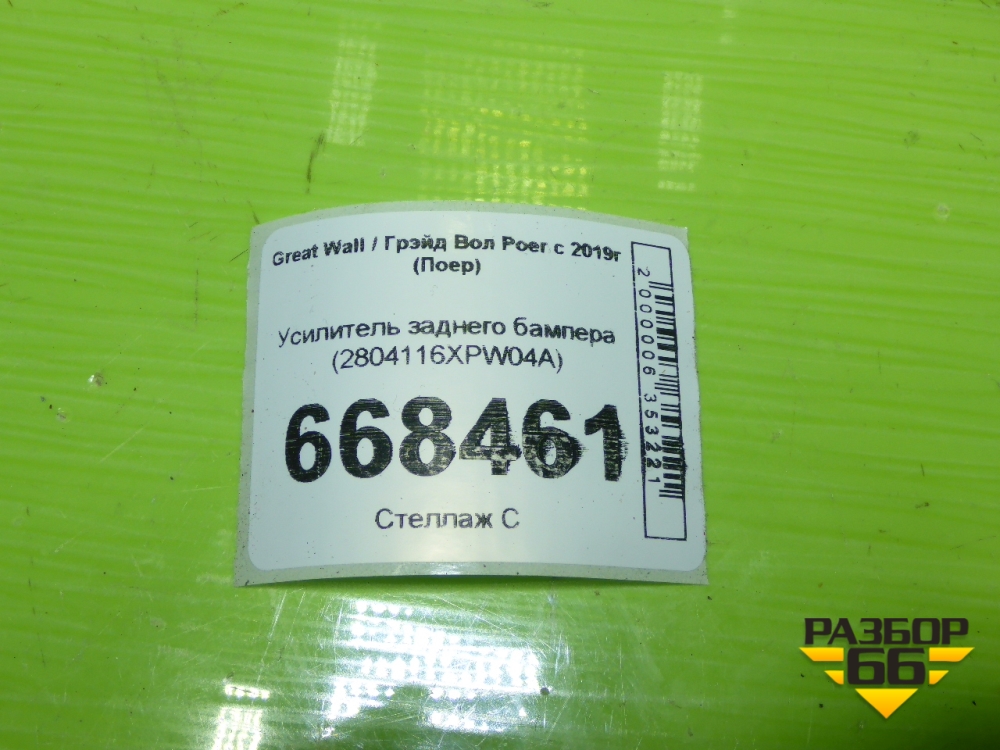 Great Wall / Грэйд Вол Poer с 2019г
(Поер)
Усилитель заднего бампера
(2804116XPW04A)
668461
Стеллаж С
2000006353221
РАЗБОР
66